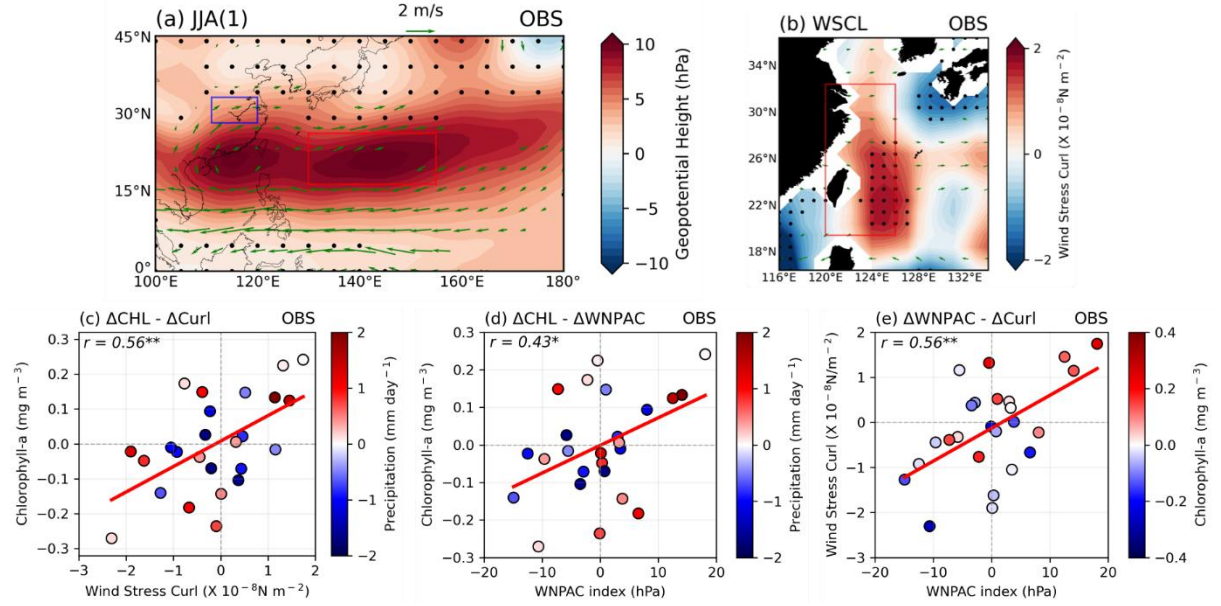 (a) JJA(1)
2 m/s
OBS
45°N
30°N
15°N
0°
100°E
120°E
140°E
160°E
180°E
10
5
0
−5
−10
Geopotential Height (hPa)
(b) WSCL
OBS
34°N
30°N
26°N
22°N
18°N
116°E
120°E
124°E
128°E
132°E
2
0
−2
Wind Stress Curl (X 10⁻⁸N m⁻²)
(c) ΔCHL - ΔCurl
OBS
r = 0.56**
0.3
0.2
0.1
0.0
−0.1
−0.2
−0.3
Chlorophyll-a (mg m⁻³)
−3
−2
−1
0
1
2
Wind Stress Curl (X 10⁻⁸N m⁻²)
2
1
0
−1
−2
Precipitation (mm day⁻¹)
(d) ΔCHL - ΔWNPAC
OBS
r = 0.43*
0.3
0.2
0.1
0.0
−0.1
−0.2
−0.3
Chlorophyll-a (mg m⁻³)
−20
−10
0
10
20
WNPAC index (hPa)
2
1
0
−1
−2
Precipitation (mm day⁻¹)
(e) ΔWNPAC - ΔCurl
OBS
r = 0.56**
2
1
0
−1
−2
−3
Wind Stress Curl (X 10⁻⁸N/m⁻²)
−20
−10
0
10
20
WNPAC index (hPa)
0.4
0.2
0.0
−0.2
−0.4
Chlorophyll-a (mg m⁻³)